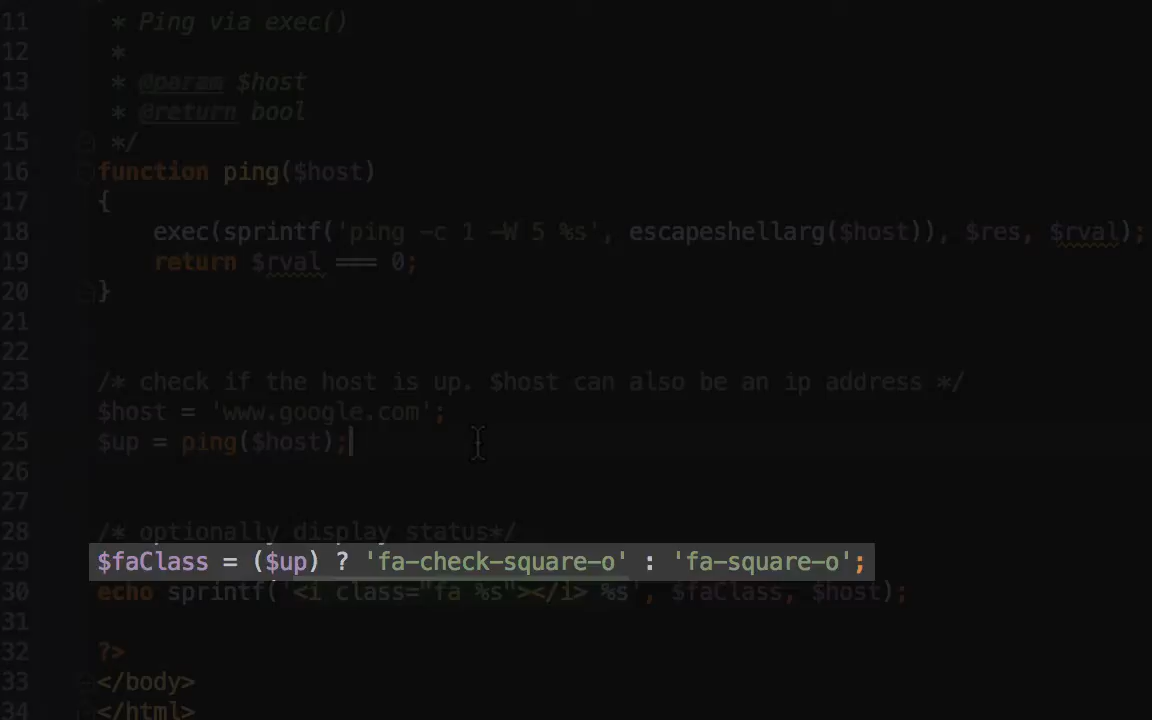 11 * Ping via exec()
12 *
13 * @param $host
14 * @return bool
15 */
16 function ping($host)
17 {
18 exec(sprintf('ping -c 1 -W 5 %s', escapeshellarg($host)), $res, $rval);
19 return $rval === 0;
20 }
21
22
23 /* check if the host is up. $host can also be an ip address */
24 $host = 'www.google.com';
25 $up = ping($host);
26
27
28 /* optionally display status*/
29 $faClass = ($up) ? 'fa-check-square-o' : 'fa-square-o';
30 echo sprintf('<i class="fa %s"></i> %s', $faClass, $host);
31
32 ?>
33 </body>
34 </html>